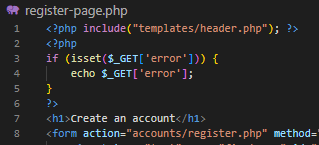 register-page.php
1 <?php include("templates/header.php"); ?>
2 <?php
3 if (isset($_GET['error'])) {
4 echo $_GET['error'];
5 }
6 ?>
7 <h1>Create an account</h1>
8 <form action="accounts/register.php" method="